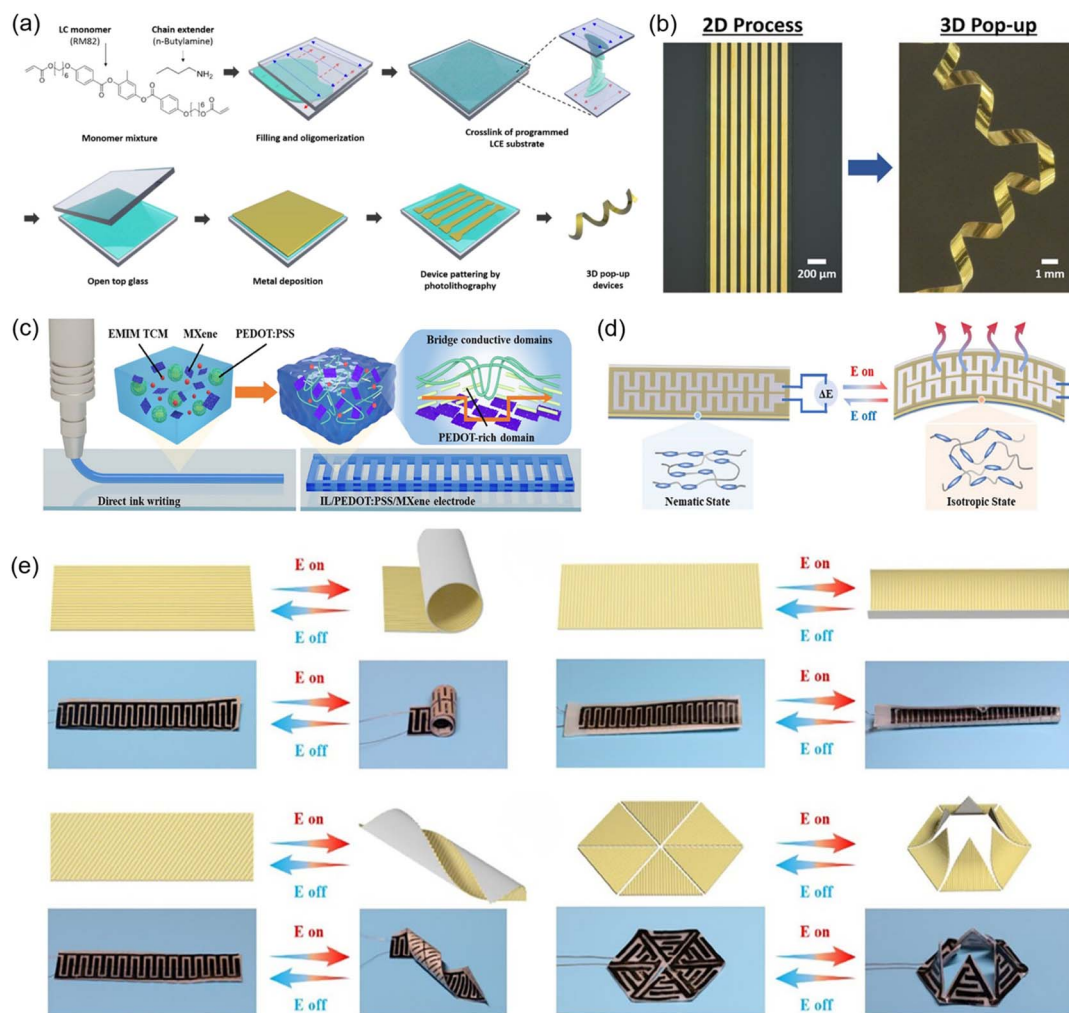 (a)
LC monomer
(RM82)
Chain extender
(n-Butylamine)
O
O
6
O
O
O
O
O
O
6
O
O
NH2
Monomer mixture
Filling and oligomerization
Crosslink of programmed
LCE substrate
Open top glass
Metal deposition
Device pattering by
photolithography
3D pop-up
devices
(b)
2D Process
3D Pop-up
200 μm
1 mm
(c)
EMIM TCM
MXene
PEDOT:PSS
Bridge conductive domains
PEDOT-rich domain
Direct ink writing
IL/PEDOT:PSS/MXene electrode
(d)
ΔE
E on
E off
Nematic State
Isotropic State
(e)
E on
E off
E on
E off
E on
E off
E on
E off
E on
E off
E on
E off
E on
E off
E on
E off